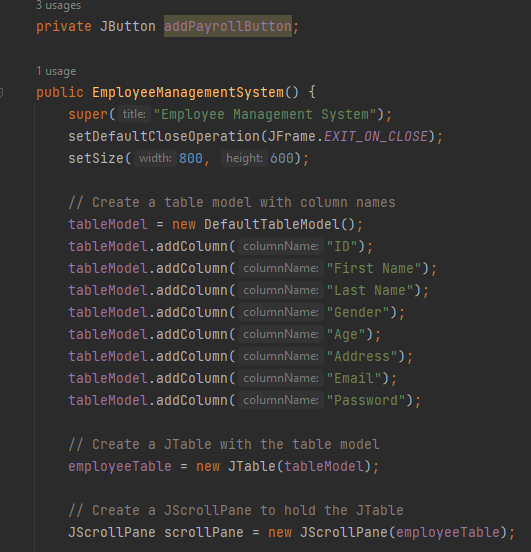 3 usages
private JButton addPayrollButton;
1 usage
public EmployeeManagementSystem() {
super( title: "Employee Management System");
setDefaultCloseOperation(JFrame.EXIT_ON_CLOSE);
setSize( width: 800, height: 600);
// Create a table model with column names
tableModel = new DefaultTableModel();
tableModel.addColumn( columnName: "ID");
tableModel.addColumn( columnName: "First Name");
tableModel.addColumn( columnName: "Last Name");
tableModel.addColumn( columnName: "Gender");
tableModel.addColumn( columnName: "Age");
tableModel.addColumn( columnName: "Address");
tableModel.addColumn( columnName: "Email");
tableModel.addColumn( columnName: "Password");
// Create a JTable with the table model
employeeTable = new JTable(tableModel);
// Create a JScrollPane to hold the JTable
JScrollPane scrollPane = new JScrollPane(employeeTable);